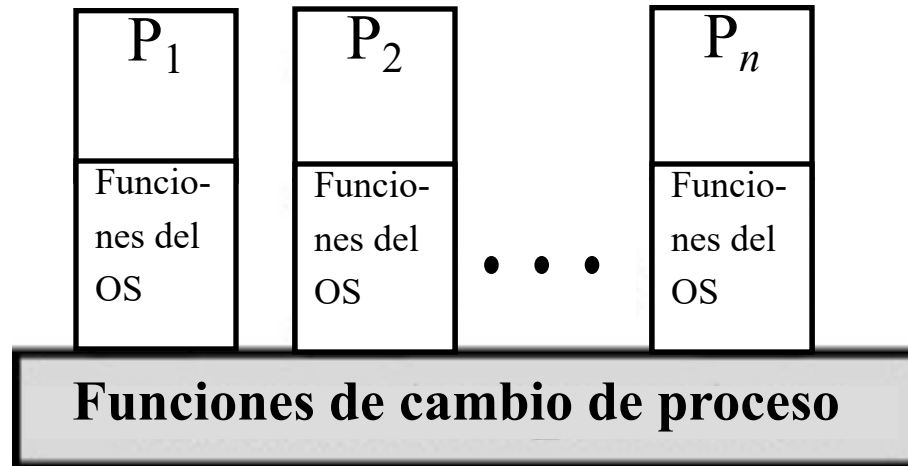 P1
Funcio-
nes del
OS
P2
Funcio-
nes del
OS
• • •
Pn
Funcio-
nes del
OS
Funciones de cambio de proceso